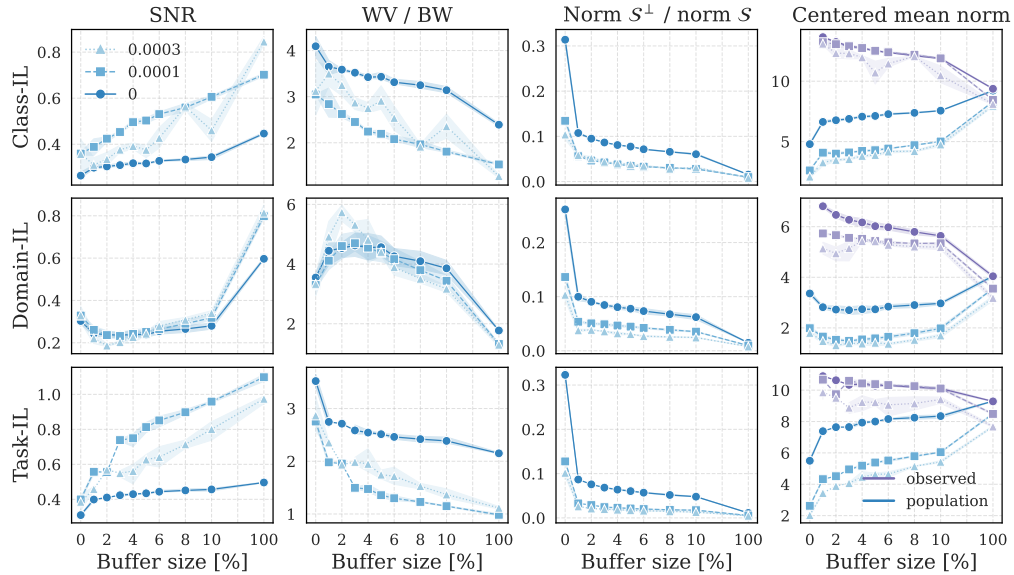 SNR
WV / BW
Norm 𝒮⊥ / norm 𝒮
Centered mean norm
Class-IL
0.8
0.6
0.4
0.0003
0.0001
0
4
3
2
0.3
0.2
0.1
0.0
10
5
Domain-IL
0.8
0.6
0.4
0.2
6
4
2
0.2
0.1
0.0
6
4
2
Task-IL
1.0
0.8
0.6
0.4
3
2
1
0.3
0.2
0.1
0.0
10
8
6
4
2
observed
population
0 2 4 6 8 10 100
0 2 4 6 8 10 100
0 2 4 6 8 10 100
0 2 4 6 8 10 100
Buffer size [%]
Buffer size [%]
Buffer size [%]
Buffer size [%]